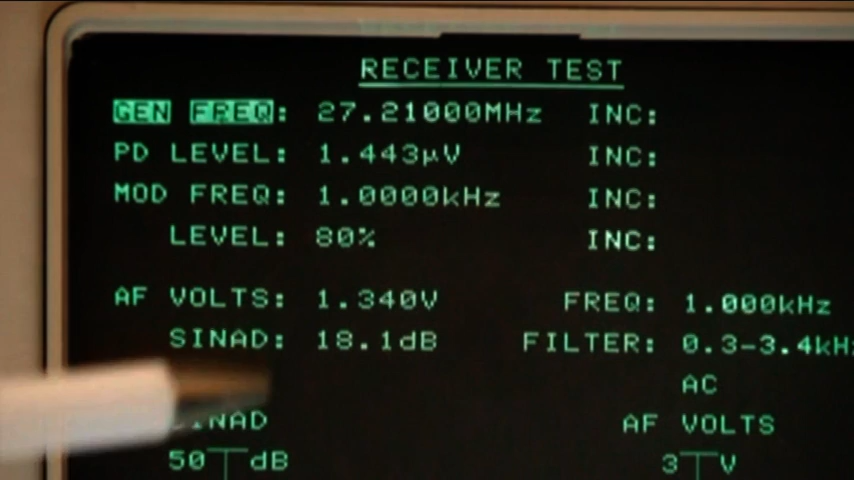 RECEIVER TEST
GEN FREQ: 27.21000MHz INC:
PD LEVEL: 1.443µV INC:
MOD FREQ: 1.0000kHz INC:
LEVEL: 80% INC:
AF VOLTS: 1.340V FREQ: 1.000kHz
SINAD: 18.1dB FILTER: 0.3-3.4kHz
AC
SINAD AF VOLTS
50 dB 3 V